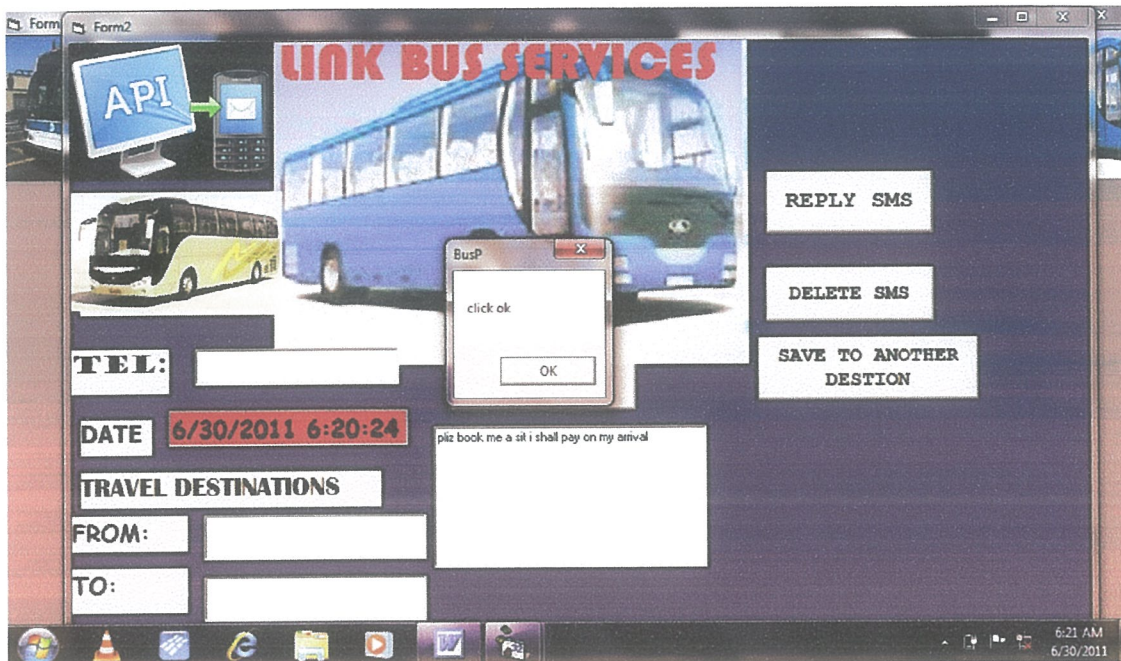 Form
Form2
LINK BUS SERVICES
API
REPLY SMS
BusP
click ok
OK
DELETE SMS
SAVE TO ANOTHER
DESTION
TEL:
DATE
6/30/2011 6:20:24
pliz book me a sit i shall pay on my arrival
TRAVEL DESTINATIONS
FROM:
TO:
6:21 AM
6/30/2011